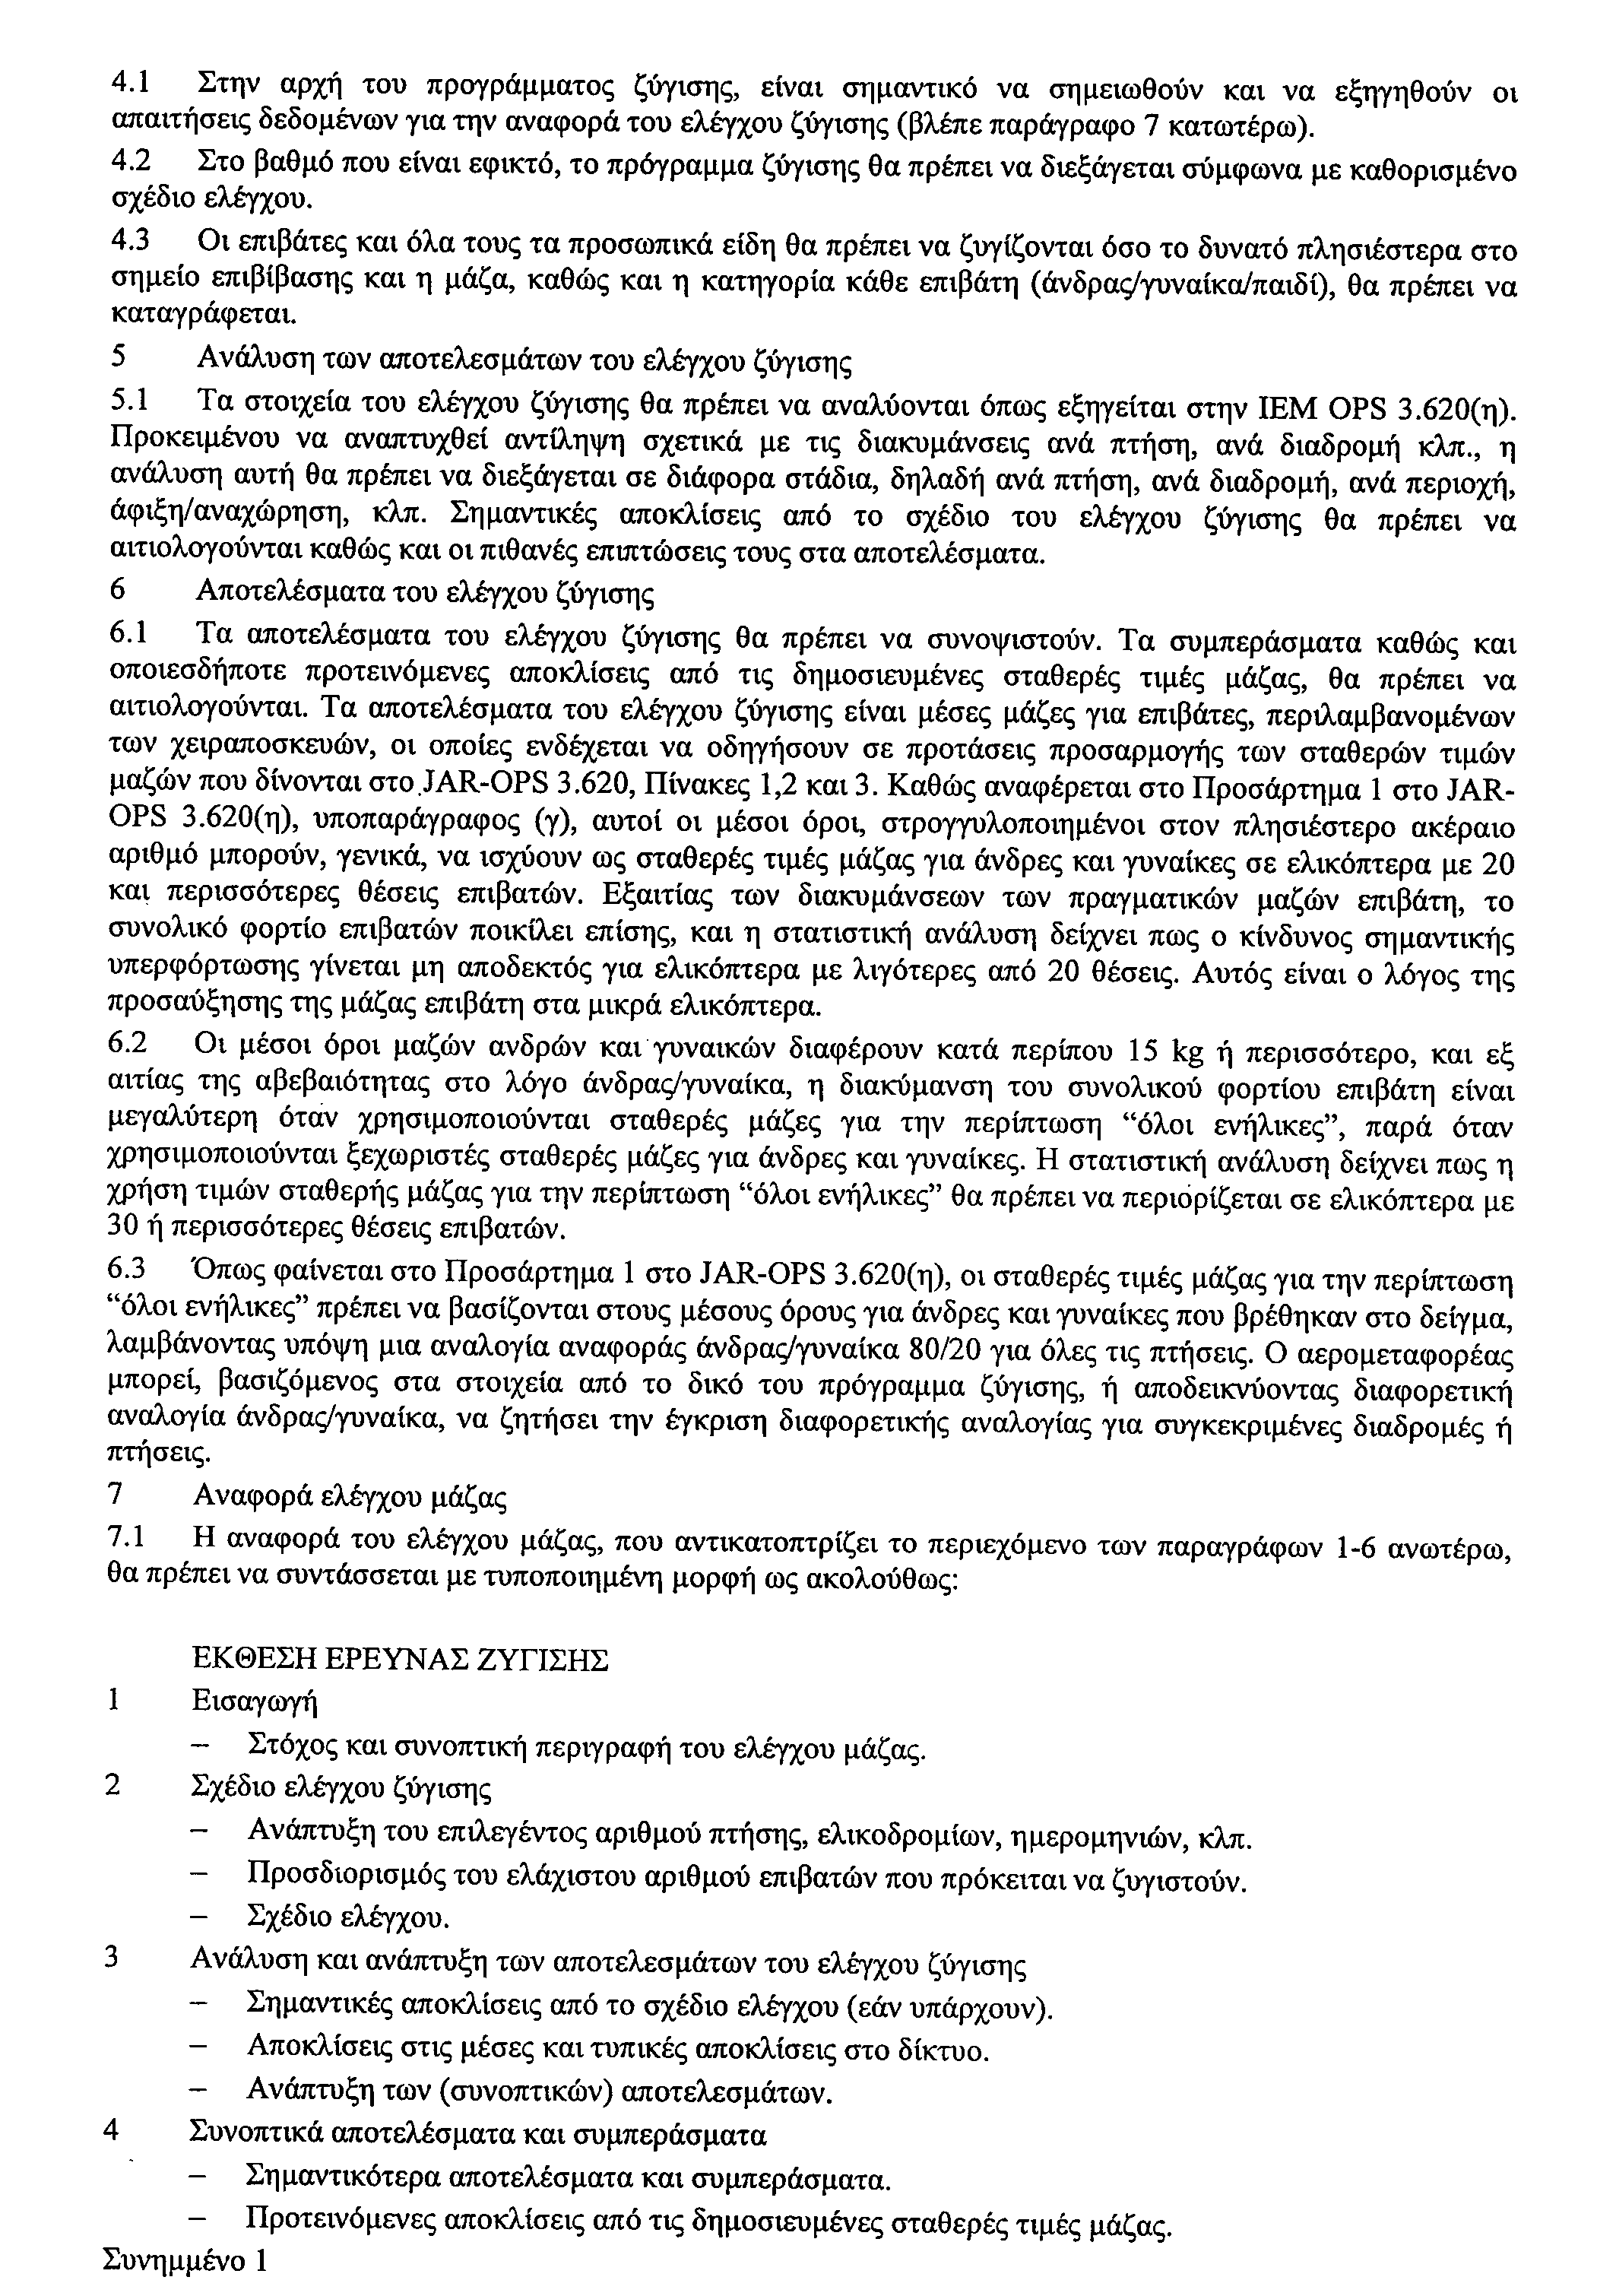 4.1 Στην αρχή του προγράμματος ζύγισης, είναι σημαντικό να σημειωθούν και να εξηγηθούν οι
απαιτήσεις δεδομένων για την αναφορά του ελέγχου ζύγισης (βλέπε παράγραφο 7 κατωτέρω).
4.2 Στο βαθμό που είναι εφικτό, το πρόγραμμα ζύγισης θα πρέπει να διεξάγεται σύμφωνα με καθορισμένο
σχέδιο ελέγχου.
4.3 Οι επιβάτες και όλα τους τα προσωπικά είδη θα πρέπει να ζυγίζονται όσο το δυνατό πλησιέστερα στο
σημείο επιβίβασης και η μάζα, καθώς και η κατηγορία κάθε επιβάτη (άνδρας/γυναίκα/παιδί), θα πρέπει να
καταγράφεται.
5 Ανάλυση των αποτελεσμάτων του ελέγχου ζύγισης
5.1 Τα στοιχεία του ελέγχου ζύγισης θα πρέπει να αναλύονται όπως εξηγείται στην IEM OPS 3.620(η).
Προκειμένου να αναπτυχθεί αντίληψη σχετικά με τις διακυμάνσεις ανά πτήση, ανά διαδρομή κλπ., η
ανάλυση αυτή θα πρέπει να διεξάγεται σε διάφορα στάδια, δηλαδή ανά πτήση, ανά διαδρομή, ανά περιοχή,
άφιξη/αναχώρηση, κλπ. Σημαντικές αποκλίσεις από το σχέδιο του ελέγχου ζύγισης θα πρέπει να
αιτιολογούνται καθώς και οι πιθανές επιπτώσεις τους στα αποτελέσματα.
6 Αποτελέσματα του ελέγχου ζύγισης
6.1 Τα αποτελέσματα του ελέγχου ζύγισης θα πρέπει να συνοψιστούν. Τα συμπεράσματα καθώς και
οποιεσδήποτε προτεινόμενες αποκλίσεις από τις δημοσιευμένες σταθερές τιμές μάζας, θα πρέπει να
αιτιολογούνται. Τα αποτελέσματα του ελέγχου ζύγισης είναι μέσες μάζες για επιβάτες, περιλαμβανομένων
των χειραποσκευών, οι οποίες ενδέχεται να οδηγήσουν σε προτάσεις προσαρμογής των σταθερών τιμών
μαζών που δίνονται στο JAR-OPS 3.620, Πίνακες 1,2 και 3. Καθώς αναφέρεται στο Προσάρτημα 1 στο JAR-
OPS 3.620(η), υποπαράγραφος (γ), αυτοί οι μέσοι όροι, στρογγυλοποιημένοι στον πλησιέστερο ακέραιο
αριθμό μπορούν, γενικά, να ισχύουν ως σταθερές τιμές μάζας για άνδρες και γυναίκες σε ελικόπτερα με 20
και περισσότερες θέσεις επιβατών. Εξαιτίας των διακυμάνσεων των πραγματικών μαζών επιβάτη, το
συνολικό φορτίο επιβατών ποικίλει επίσης, και η στατιστική ανάλυση δείχνει πως ο κίνδυνος σημαντικής
υπερφόρτωσης γίνεται μη αποδεκτός για ελικόπτερα με λιγότερες από 20 θέσεις. Αυτός είναι ο λόγος της
προσαύξησης της μάζας επιβάτη στα μικρά ελικόπτερα.
6.2 Οι μέσοι όροι μαζών ανδρών και γυναικών διαφέρουν κατά περίπου 15 kg ή περισσότερο, και εξ
αιτίας της αβεβαιότητας στο λόγο άνδρας/γυναίκα, η διακύμανση του συνολικού φορτίου επιβάτη είναι
μεγαλύτερη όταν χρησιμοποιούνται σταθερές μάζες για την περίπτωση “όλοι ενήλικες”, παρά όταν
χρησιμοποιούνται ξεχωριστές σταθερές μάζες για άνδρες και γυναίκες. Η στατιστική ανάλυση δείχνει πως η
χρήση τιμών σταθερής μάζας για την περίπτωση “όλοι ενήλικες” θα πρέπει να περιορίζεται σε ελικόπτερα με
30 ή περισσότερες θέσεις επιβατών.
6.3 Όπως φαίνεται στο Προσάρτημα 1 στο JAR-OPS 3.620(η), οι σταθερές τιμές μάζας για την περίπτωση
“όλοι ενήλικες” πρέπει να βασίζονται στους μέσους όρους για άνδρες και γυναίκες που βρέθηκαν στο δείγμα,
λαμβάνοντας υπόψη μια αναλογία αναφοράς άνδρας/γυναίκα 80/20 για όλες τις πτήσεις. Ο αερομεταφορέας
μπορεί, βασιζόμενος στα στοιχεία από το δικό του πρόγραμμα ζύγισης, ή αποδεικνύοντας διαφορετική
αναλογία άνδρας/γυναίκα, να ζητήσει την έγκριση διαφορετικής αναλογίας για συγκεκριμένες διαδρομές ή
πτήσεις.
7 Αναφορά ελέγχου μάζας
7.1 Η αναφορά του ελέγχου μάζας, που αντικατοπτρίζει το περιεχόμενο των παραγράφων 1-6 ανωτέρω,
θα πρέπει να συντάσσεται με τυποποιημένη μορφή ως ακολούθως:
ΕΚΘΕΣΗ ΕΡΕΥΝΑΣ ΖΥΓΙΣΗΣ
1 Εισαγωγή
– Στόχος και συνοπτική περιγραφή του ελέγχου μάζας.
2 Σχέδιο ελέγχου ζύγισης
– Ανάπτυξη του επιλεγέντος αριθμού πτήσης, ελικοδρομίων, ημερομηνιών, κλπ.
– Προσδιορισμός του ελάχιστου αριθμού επιβατών που πρόκειται να ζυγιστούν.
– Σχέδιο ελέγχου.
3 Ανάλυση και ανάπτυξη των αποτελεσμάτων του ελέγχου ζύγισης
– Σημαντικές αποκλίσεις από το σχέδιο ελέγχου (εάν υπάρχουν).
– Αποκλίσεις στις μέσες και τυπικές αποκλίσεις στο δίκτυο.
– Ανάπτυξη των (συνοπτικών) αποτελεσμάτων.
4 Συνοπτικά αποτελέσματα και συμπεράσματα
– Σημαντικότερα αποτελέσματα και συμπεράσματα.
– Προτεινόμενες αποκλίσεις από τις δημοσιευμένες σταθερές τιμές μάζας.
Συνημμένο 1